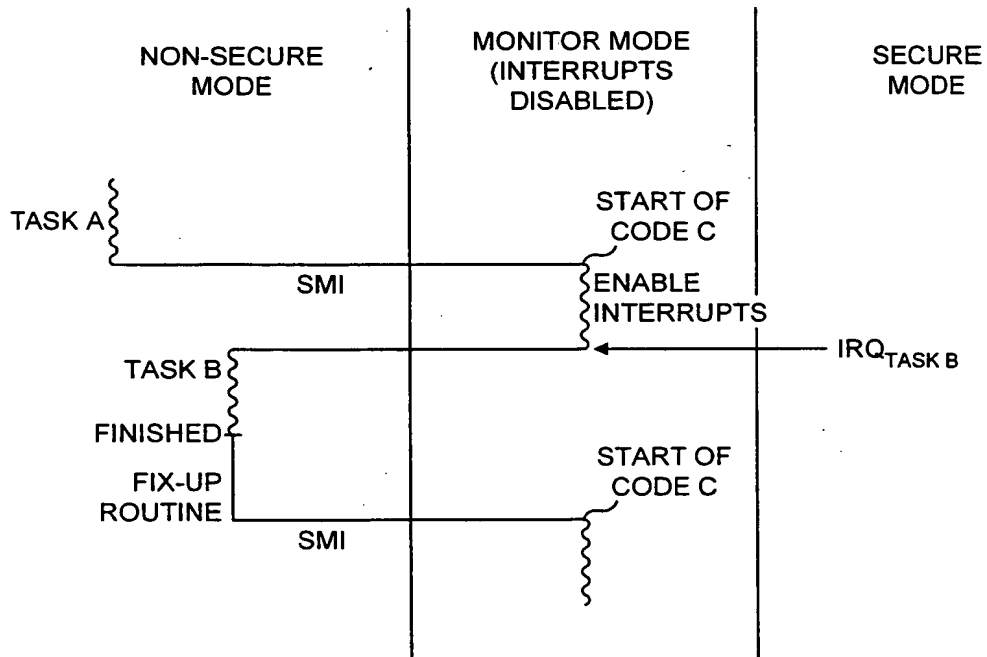 NON-SECURE
MODE
MONITOR MODE
(INTERRUPTS
DISABLED)
SECURE
MODE
TASK A
START OF
CODE C
SMI
ENABLE
INTERRUPTS
IRQTASK B
TASK B
FINISHED
FIX-UP
ROUTINE
START OF
CODE C
SMI